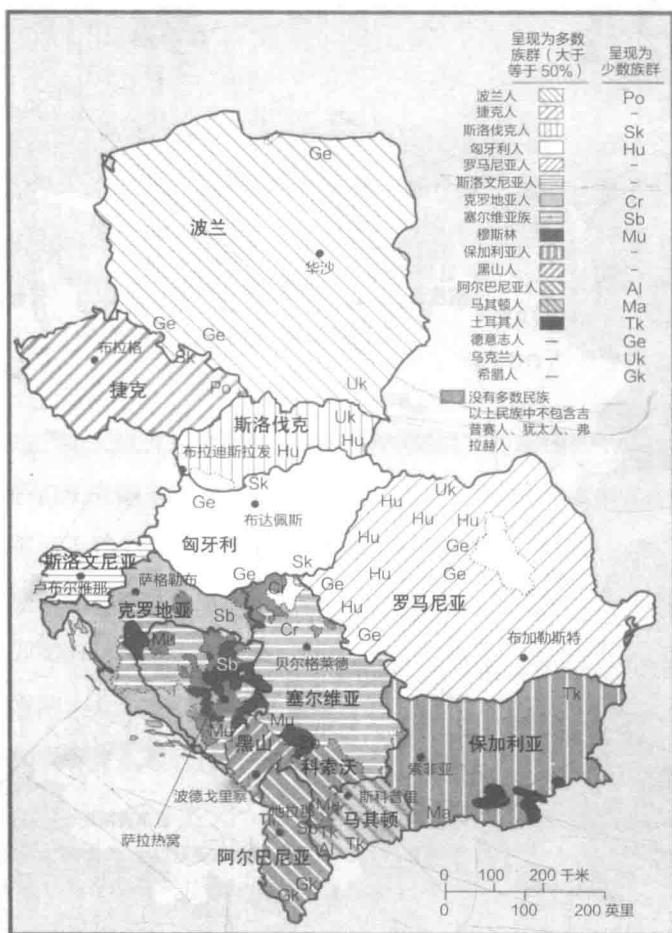 呈现为多数
族群（大于
等于50%）
呈现为
少数族群
波兰人 Po
捷克人 –
斯洛伐克人 Sk
匈牙利人 Hu
罗马尼亚人 –
斯洛文尼亚人 –
克罗地亚人 Cr
塞尔维亚族 Sb
穆斯林 Mu
保加利亚人 –
黑山人 –
阿尔巴尼亚人 Al
马其顿人 Ma
土耳其人 Tk
德意志人 – Ge
乌克兰人 – Uk
希腊人 – Gk
没有多数民族
以上民族中不包含吉
普赛人、犹太人、弗
拉赫人
Ge
波兰
华沙
Ge
Ge
布拉格
Sk
捷克
Po
Uk
斯洛伐克
Uk
布拉迪斯拉发
Hu
Hu
Sk
Ge
布达佩斯
匈牙利
Hu
Uk
Hu
Hu
Hu
Ge
斯洛文尼亚
卢布尔雅那
萨格勒布
Ge
Sk
Cr
Ge
Hu
Ge
罗马尼亚
克罗地亚
Sb
Hu
Cr
Ge
Mu
贝尔格莱德
布加勒斯特
Sb
塞尔维亚
Tk
Mu
Mu
黑山
保加利亚
科索沃
索菲亚
波德戈里察
斯科普里
地拉那
Ma
马其顿
Ma
萨拉热窝
Sb
Tk
Al
Tk
阿尔巴尼亚
Gk
Gk
0 100 200 千米
0 100 200 英里